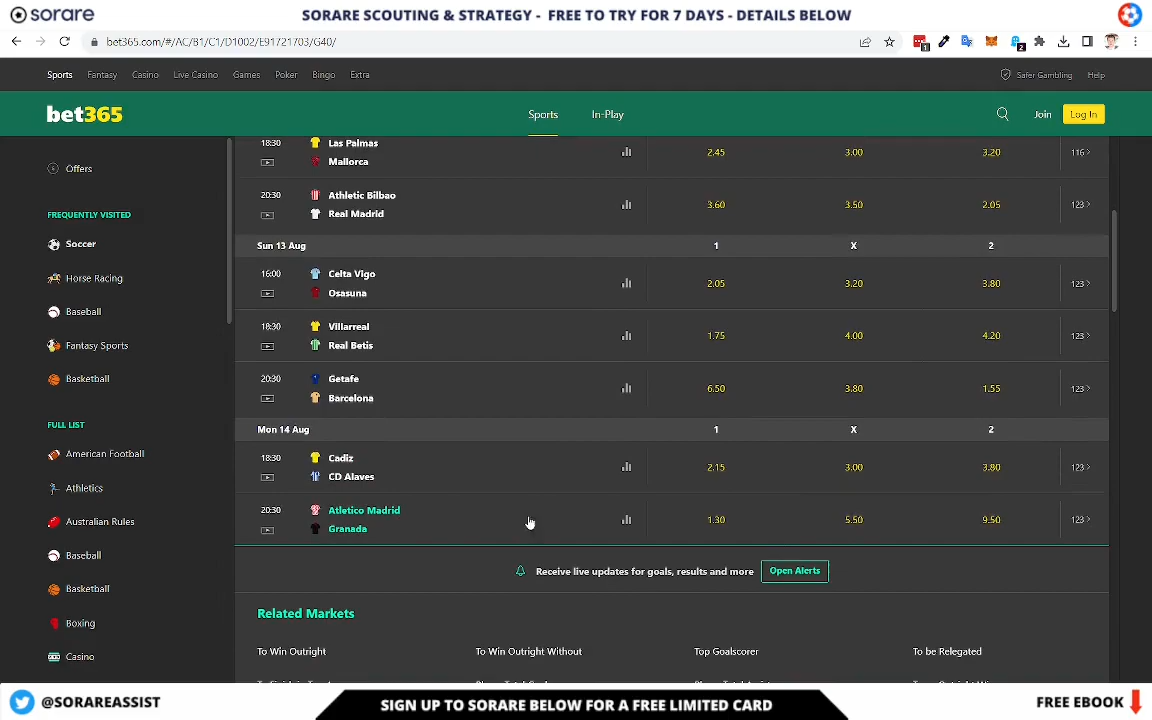 sorare
SORARE SCOUTING & STRATEGY - FREE TO TRY FOR 7 DAYS - DETAILS BELOW
bet365.com/#/AC/B1/C1/D1002/E91721703/G40/
Sports Fantasy Casino Live Casino Games Poker Bingo Extra Safer Gambling Help
bet365 Sports In-Play Join Log In
Offers
FREQUENTLY VISITED
Soccer
Horse Racing
Baseball
Fantasy Sports
Basketball
FULL LIST
American Football
Athletics
Australian Rules
Baseball
Basketball
Boxing
Casino
18:30 Las Palmas
Mallorca
2.45 3.00 3.20 116
20:30 Athletic Bilbao
Real Madrid
3.60 3.50 2.05 123
Sun 13 Aug 1 X 2
16:00 Celta Vigo
Osasuna
2.05 3.20 3.80 123
18:30 Villarreal
Real Betis
1.75 4.00 4.20 123
20:30 Getafe
Barcelona
6.50 3.80 1.55 123
Mon 14 Aug 1 X 2
18:30 Cadiz
CD Alaves
2.15 3.00 3.80 123
20:30 Atletico Madrid
Granada
1.30 5.50 9.50 123
Receive live updates for goals, results and more Open Alerts
Related Markets
To Win Outright To Win Outright Without Top Goalscorer To be Relegated
@SORAREASSIST SIGN UP TO SORARE BELOW FOR A FREE LIMITED CARD FREE EBOOK